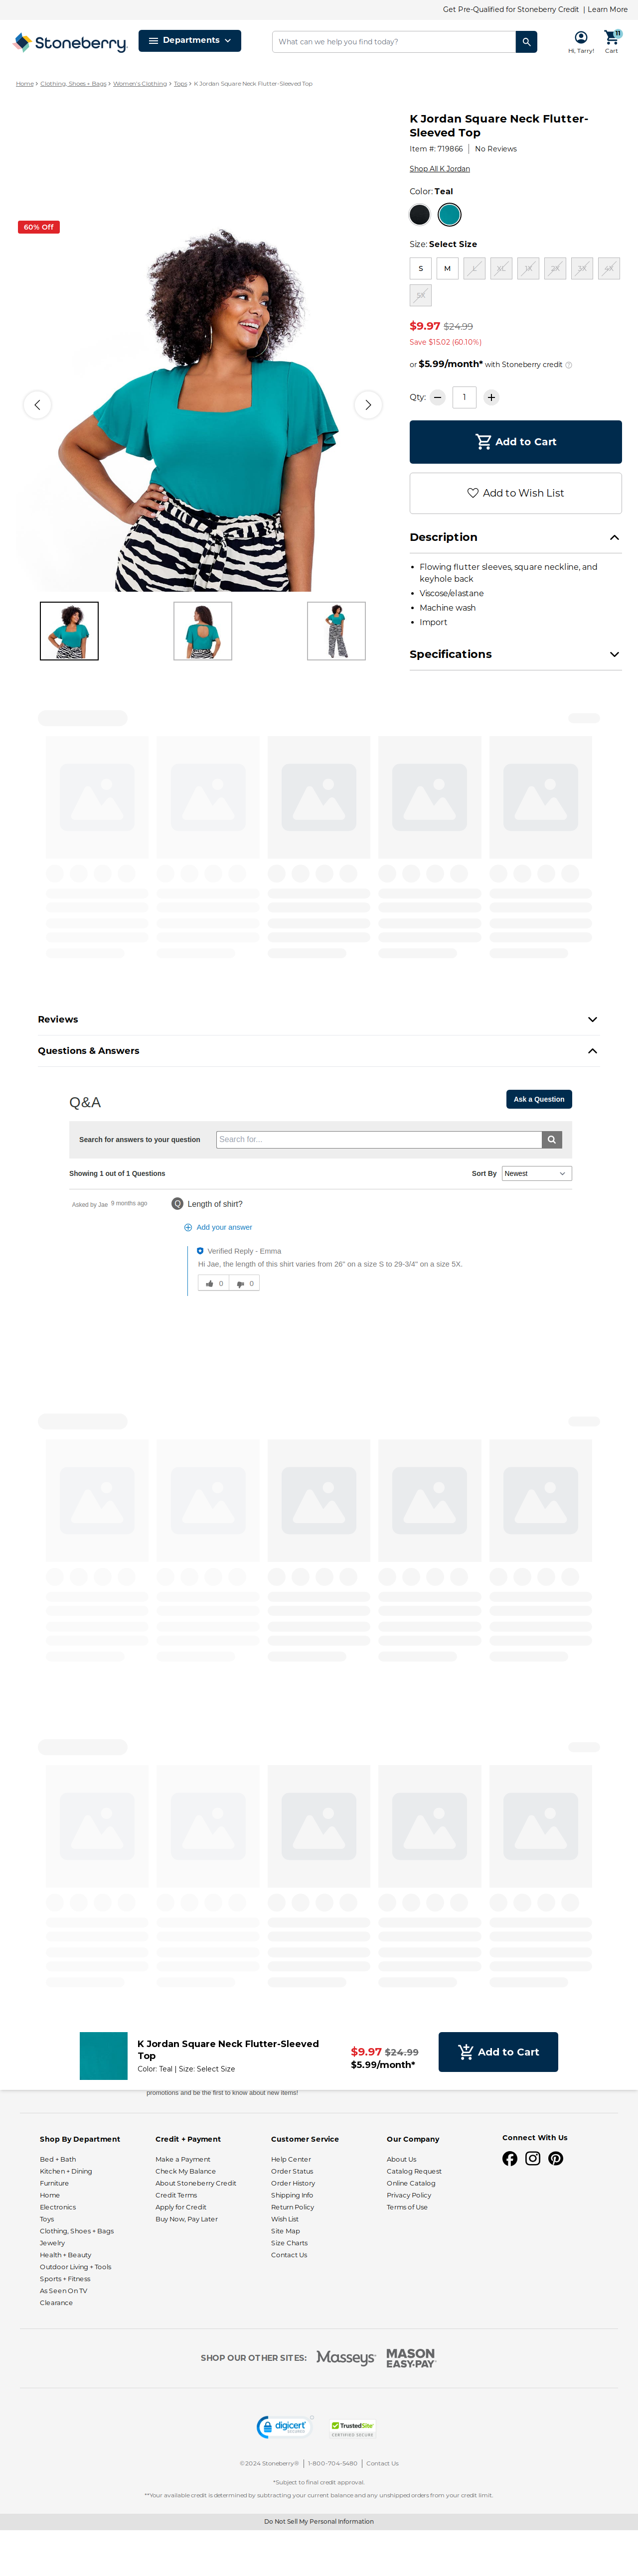 Get Pre-Qualified for Stoneberry Credit | Learn More
Stoneberry.
Departments
What can we help you find today?
11
Hi, Tarry!
Cart
Home > Clothing, Shoes + Bags > Women's Clothing > Tops > K Jordan Square Neck Flutter-Sleeved Top
60% Off
K Jordan Square Neck Flutter-
Sleeved Top
Item #: 719866 | No Reviews
Shop All K Jordan
Color: Teal
Size: Select Size
S M L XL 1X 2X 3X 4X
5X
$9.97 $24.99
Save $15.02 (60.10%)
or $5.99/month* with Stoneberry credit ?
Qty: 1
Add to Cart
Add to Wish List
Description
• Flowing flutter sleeves, square neckline, and
keyhole back
• Viscose/elastane
• Machine wash
• Import
Specifications
Reviews
Questions & Answers
Q&A
Ask a Question
Search for answers to your question
Search for...
Showing 1 out of 1 Questions
Sort By
Newest
Asked by Jae 9 months ago
Q Length of shirt?
Add your answer
Verified Reply - Emma
Hi Jae, the length of this shirt varies from 26" on a size S to 29-3/4" on a size 5X.
0 0
K Jordan Square Neck Flutter-Sleeved
Top
Color: Teal | Size: Select Size
$9.97 $24.99
$5.99/month*
Add to Cart
promotions and be the first to know about new items!
Shop By Department
Bed + Bath
Kitchen + Dining
Furniture
Home
Electronics
Toys
Clothing, Shoes + Bags
Jewelry
Health + Beauty
Outdoor Living + Tools
Sports + Fitness
As Seen On TV
Clearance
Credit + Payment
Make a Payment
Check My Balance
About Stoneberry Credit
Credit Terms
Apply for Credit
Buy Now, Pay Later
Customer Service
Help Center
Order Status
Order History
Shipping Info
Return Policy
Wish List
Site Map
Size Charts
Contact Us
Our Company
About Us
Catalog Request
Online Catalog
Privacy Policy
Terms of Use
Connect With Us
SHOP OUR OTHER SITES:
Masseys
MASON
EASY•PAY
digicert
SECURED
TrustedSite
CERTIFIED SECURE
©2024 Stoneberry® | 1-800-704-5480 | Contact Us
*Subject to final credit approval.
**Your available credit is determined by subtracting your current balance and any unshipped orders from your credit limit.
Do Not Sell My Personal Information